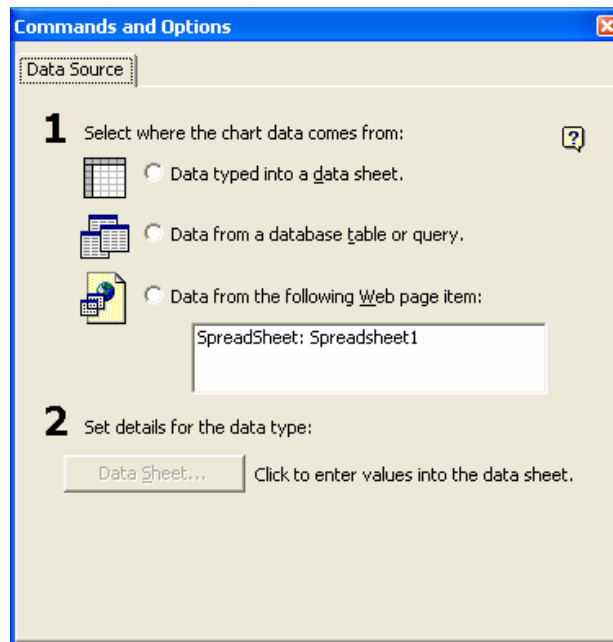 Commands and Options
Data Source
1 Select where the chart data comes from:
?
Data typed into a data sheet.
Data from a database table or query.
Data from the following Web page item:
SpreadSheet: Spreadsheet1
2 Set details for the data type:
Data Sheet... Click to enter values into the data sheet.